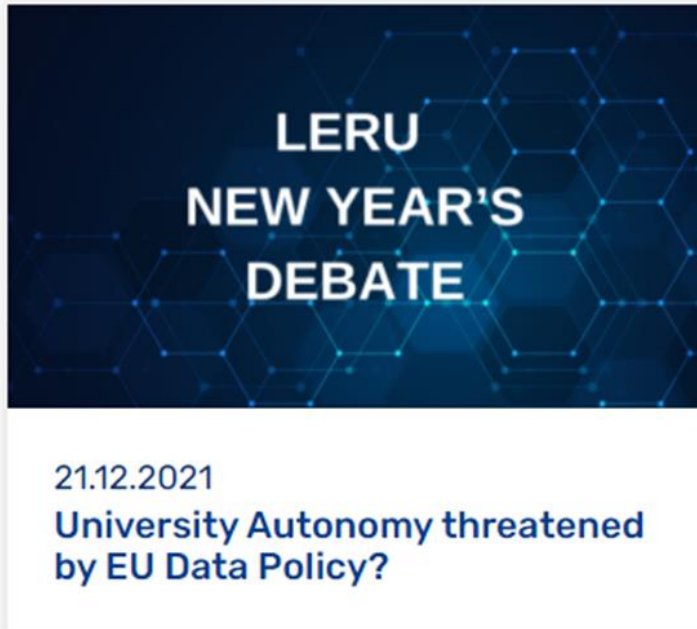 LERU
NEW YEAR’S
DEBATE
21.12.2021
University Autonomy threatened
by EU Data Policy?